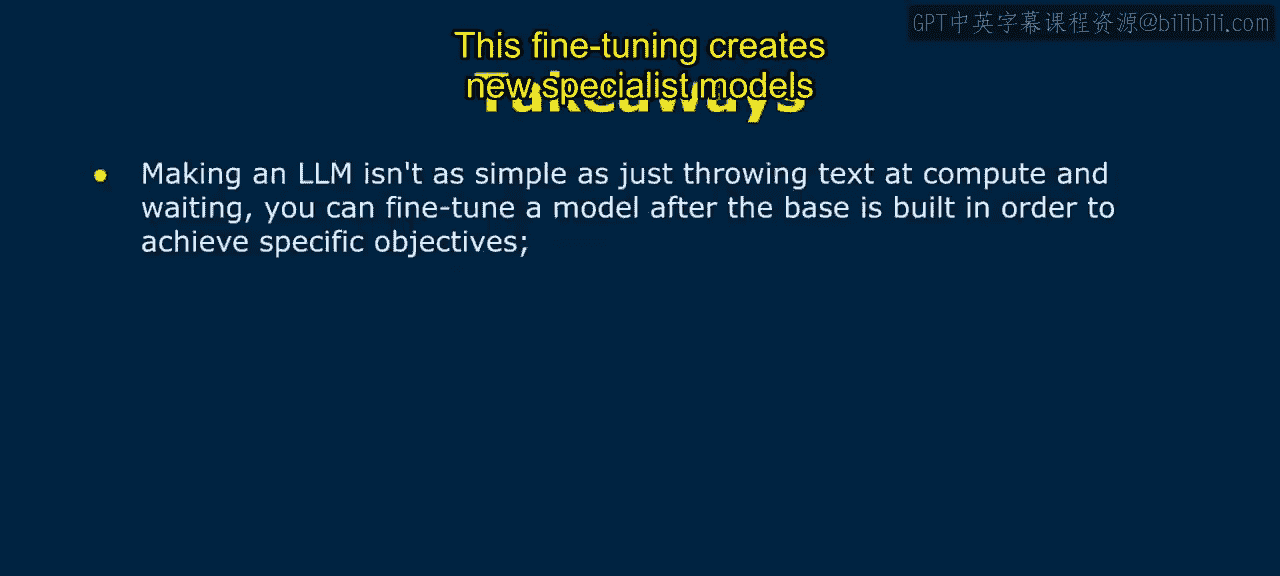 GPT中英字幕课程资源@bilibili.com
This fine-tuning creates
new specialist models
Takeaways
Making an LLM isn't as simple as just throwing text at compute and
waiting, you can fine-tune a model after the base is built in order to
achieve specific objectives;